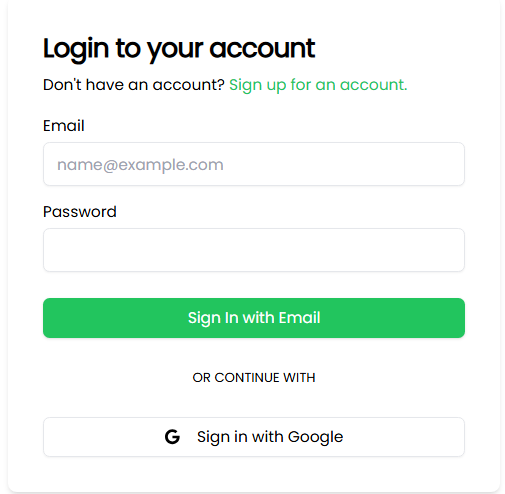 Login to your account
Don't have an account? Sign up for an account.
Email
name@example.com
Password
Sign In with Email
OR CONTINUE WITH
G Sign in with Google